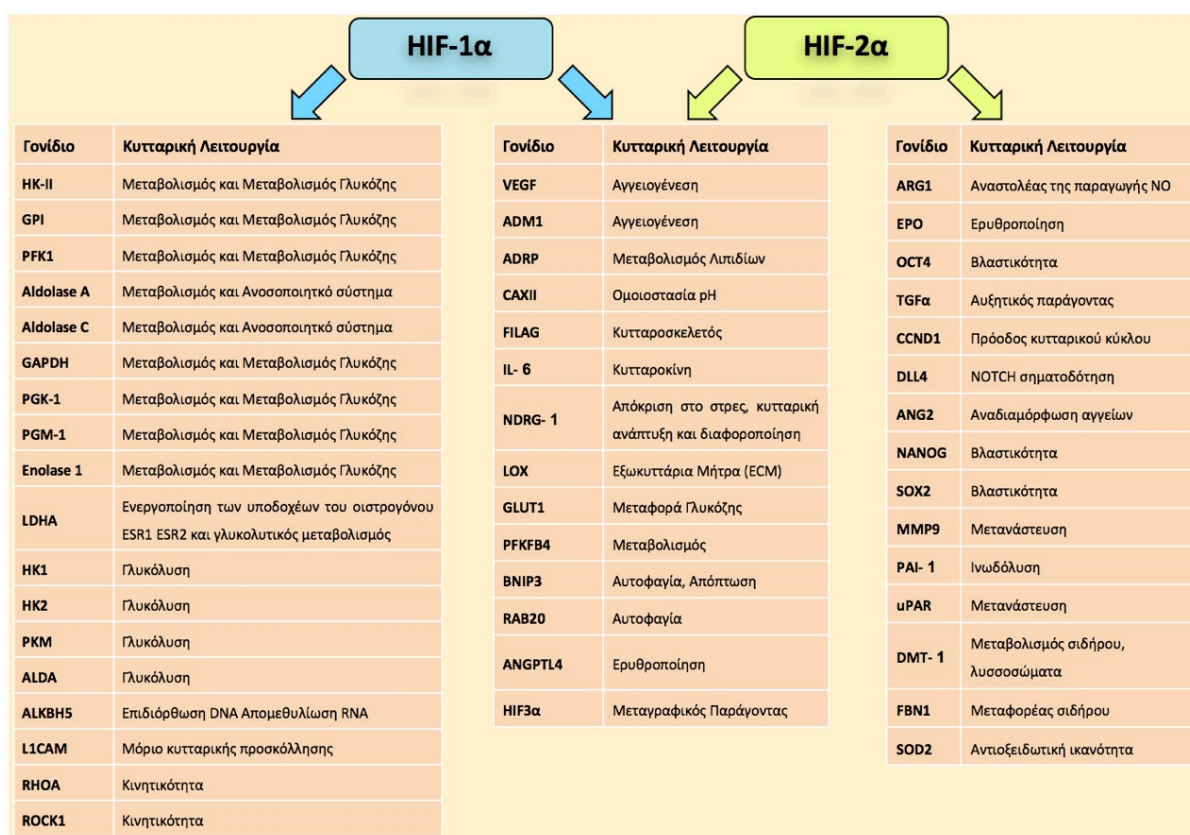 HIF-1α
HIF-2α
Γονίδιο Κυτταρική Λειτουργία
HK-II Μεταβολισμός και Μεταβολισμός Γλυκόζης
GPI Μεταβολισμός και Μεταβολισμός Γλυκόζης
PFK1 Μεταβολισμός και Μεταβολισμός Γλυκόζης
Aldolase A Μεταβολισμός και Ανοσοποιητκό σύστημα
Aldolase C Μεταβολισμός και Ανοσοποιητκό σύστημα
GAPDH Μεταβολισμός και Μεταβολισμός Γλυκόζης
PGK-1 Μεταβολισμός και Μεταβολισμός Γλυκόζης
PGM-1 Μεταβολισμός και Μεταβολισμός Γλυκόζης
Enolase 1 Μεταβολισμός και Μεταβολισμός Γλυκόζης
LDHA Ενεργοποίηση των υποδοχέων του οιστρογόνου
ESR1 ESR2 και γλυκολυτικός μεταβολισμός
HK1 Γλυκόλυση
HK2 Γλυκόλυση
PKM Γλυκόλυση
ALDA Γλυκόλυση
ALKBH5 Επιδιόρθωση DNA Απομεθυλίωση RNA
L1CAM Μόριο κυτταρικής προσκόλλησης
RHOA Κινητικότητα
ROCK1 Κινητικότητα
Γονίδιο Κυτταρική Λειτουργία
VEGF Αγγειογένεση
ADM1 Αγγειογένεση
ADRP Μεταβολισμός Λιπιδίων
CAXII Ομοιοστασία pH
FILAG Κυτταροσκελετός
IL- 6 Κυτταροκίνη
NDRG- 1 Απόκριση στο στρες, κυτταρική
ανάπτυξη και διαφοροποίηση
LOX Εξωκυττάρια Μήτρα (ECM)
GLUT1 Μεταφορά Γλυκόζης
PFKFB4 Μεταβολισμός
BNIP3 Αυτοφαγία, Απόπτωση
RAB20 Αυτοφαγία
ANGPTL4 Ερυθροποίηση
HIF3α Μεταγραφικός Παράγοντας
Γονίδιο Κυτταρική Λειτουργία
ARG1 Αναστολέας της παραγωγής NO
EPO Ερυθροποίηση
OCT4 Βλαστικότητα
TGFα Αυξητικός παράγοντας
CCND1 Πρόοδος κυτταρικού κύκλου
DLL4 NOTCH σηματοδότηση
ANG2 Αναδιαμόρφωση αγγείων
NANOG Βλαστικότητα
SOX2 Βλαστικότητα
MMP9 Μετανάστευση
PAI- 1 Ινωδόλυση
uPAR Μετανάστευση
DMT- 1 Μεταβολισμός σιδήρου,
λυσσοσώματα
FBN1 Μεταφορέας σιδήρου
SOD2 Αντιοξειδωτική ικανότητα